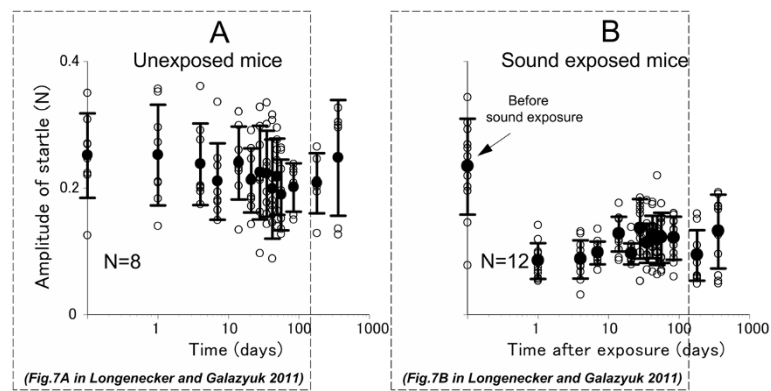 A
Unexposed mice
Amplitude of startle (N)
0.4
0.2
0
N=8
1
10
100
1000
Time (days)
(Fig.7A in Longenecker and Galazyuk 2011)
B
Sound exposed mice
Before
sound exposure
N=12
1
10
100
1000
Time after exposure (days)
(Fig.7B in Longenecker and Galazyuk 2011)